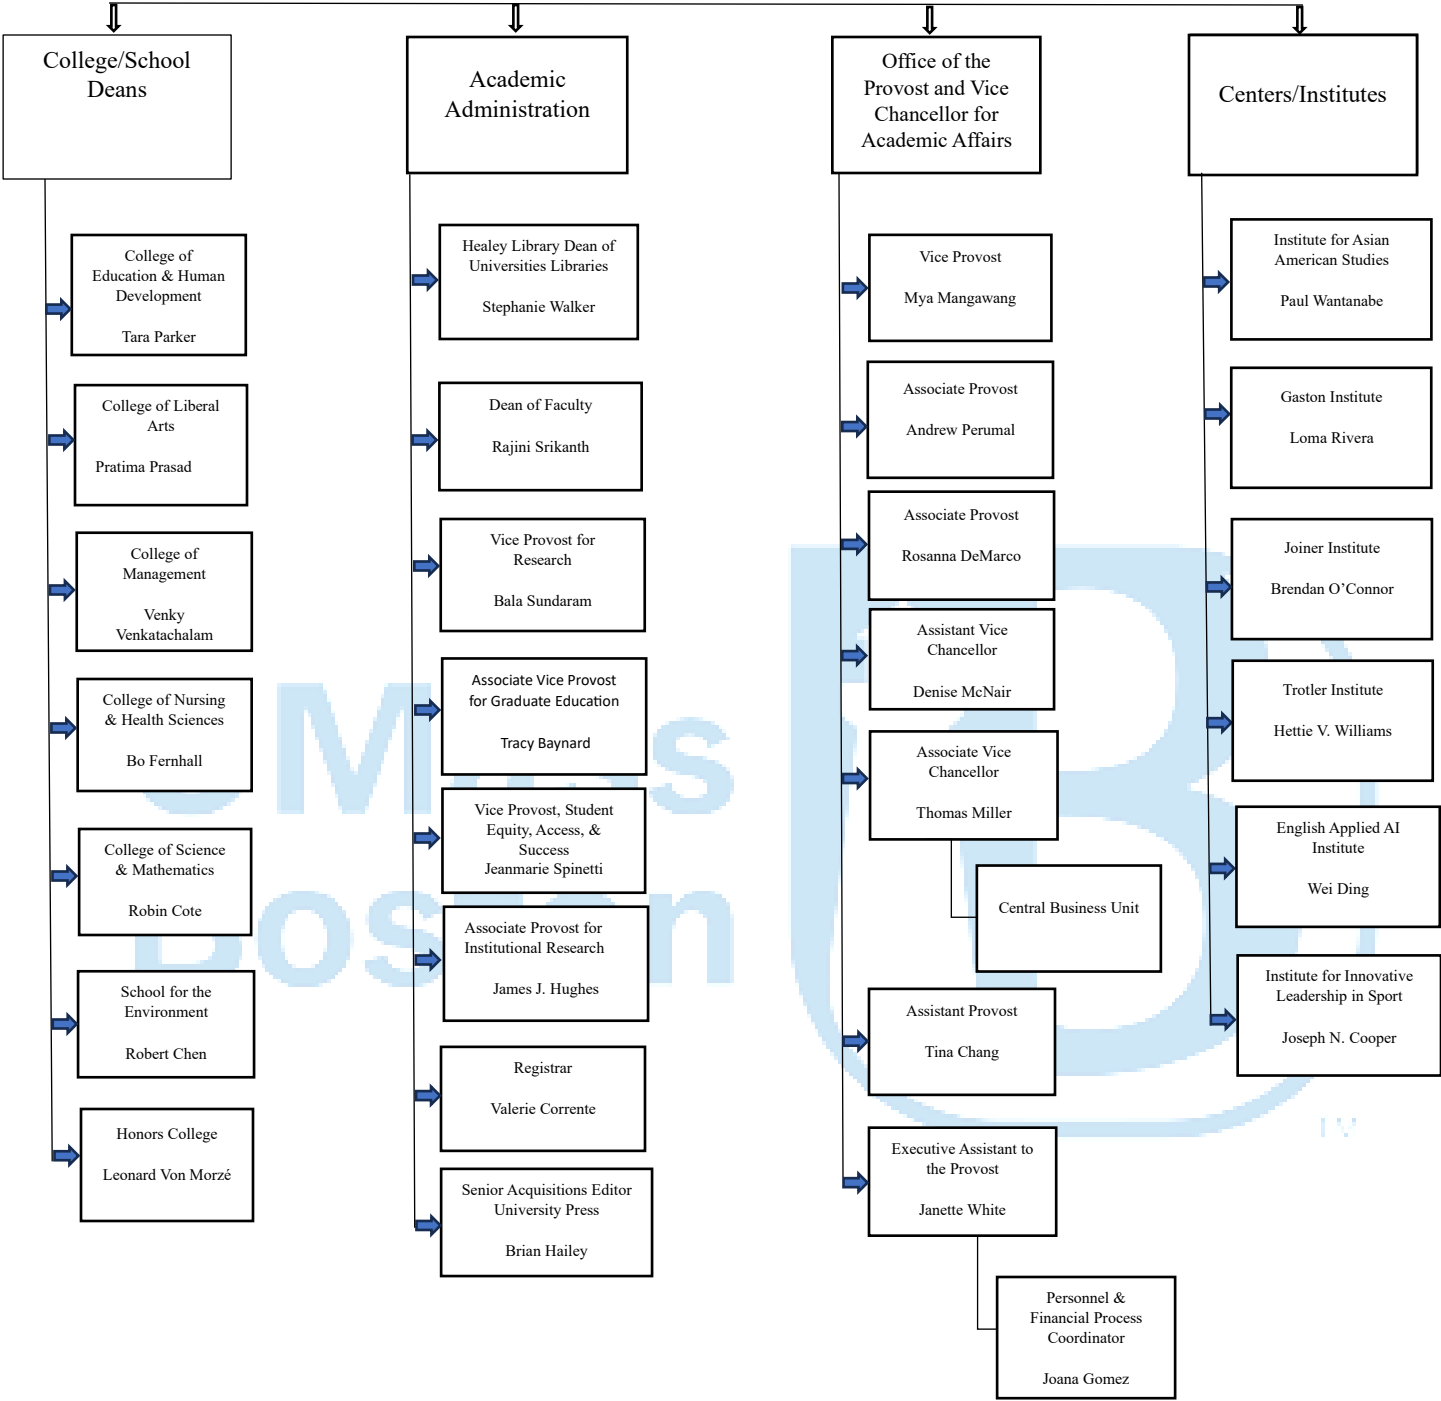 College/School
Deans
College of
Education & Human
Development
Tara Parker
College of Liberal
Arts
Pratima Prasad
College of
Management
Venky
Venkatachalam
College of Nursing
& Health Sciences
Bo Fernhall
College of Science
& Mathematics
Robin Cote
School for the
Environment
Robert Chen
Honors College
Leonard Von Morzé
Academic
Administration
Healey Library Dean of
Universities Libraries
Stephanie Walker
Dean of Faculty
Rajini Srikanth
Vice Provost for
Research
Bala Sundaram
Associate Vice Provost
for Graduate Education
Tracy Baynard
Vice Provost, Student
Equity, Access, &
Success
Jeanmarie Spinetti
Associate Provost for
Institutional Research
James J. Hughes
Registrar
Valerie Corrente
Senior Acquisitions Editor
University Press
Brian Hailey
Office of the
Provost and Vice
Chancellor for
Academic Affairs
Vice Provost
Mya Mangawang
Associate Provost
Andrew Perumal
Associate Provost
Rosanna DeMarco
Assistant Vice
Chancellor
Denise McNair
Associate Vice
Chancellor
Thomas Miller
Central Business Unit
Assistant Provost
Tina Chang
Executive Assistant to
the Provost
Janette White
Personnel &
Financial Process
Coordinator
Joana Gomez
Centers/Institutes
Institute for Asian
American Studies
Paul Wantanabe
Gaston Institute
Loma Rivera
Joiner Institute
Brendan O’Connor
Trotler Institute
Hettie V. Williams
English Applied AI
Institute
Wei Ding
Institute for Innovative
Leadership in Sport
Joseph N. Cooper
UMass
Boston
B
TM